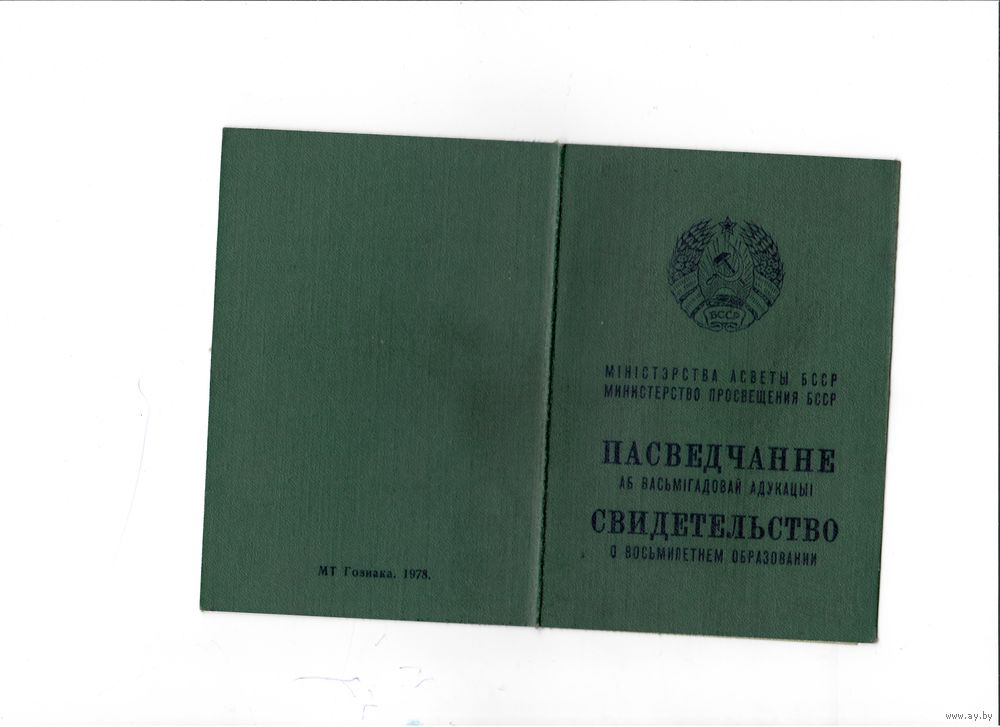 БССР
МІНІСТЭРСТВА АСВЕТЫ БССР
МИНИСТЕРСТВО ПРОСВЕЩЕНИЯ БССР
ПАСВЕДЧАННЕ
АБ ВАСЬМІГАДОВАЙ АДУКАЦЫІ
СВИДЕТЕЛЬСТВО
О ВОСЬМИЛЕТНЕМ ОБРАЗОВАНИИ
МТ Гознака. 1978.
www.ay.by